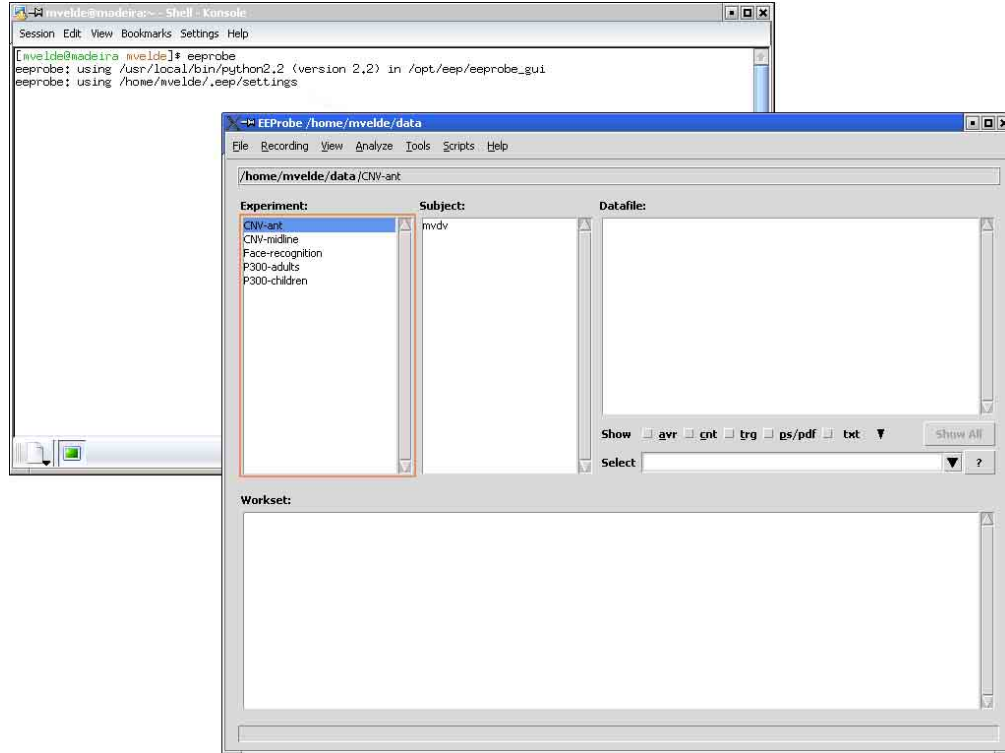 mvelde@madeira:~ - Shell - Konsole
Session Edit View Bookmarks Settings Help
[mvelde@madeira mvelde]$ eeprobe
eeprobe: using /usr/local/bin/python2.2 (version 2.2) in /opt/eep/eeprobe_gui
eeprobe: using /home/mvelde/.eep/settings
EEProbe /home/mvelde/data
File Recording View Analyze Tools Scripts Help
/home/mvelde/data /CNV-ant
Experiment: Subject: Datafile:
CNV-ant mvdv
CNV-midline
Face-recognition
P300-adults
P300-children
Show avr cnt trg ps/pdf txt Show All
Select ?
Workset: